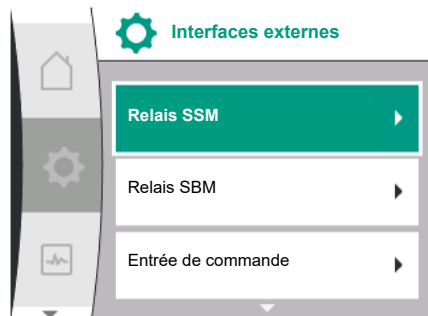 Interfaces externes
Relais SSM
Relais SBM
Entrée de commande